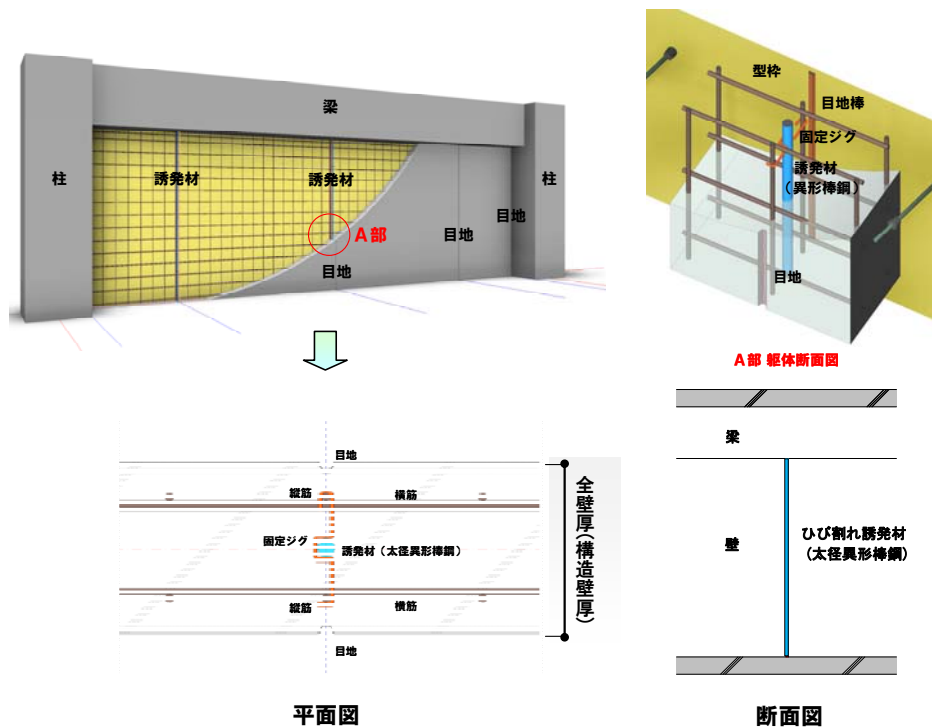 梁
柱
誘発材
誘発材
柱
目地
目地
A部
目地
型枠
目地棒
固定ジグ
誘発材
(異形棒鋼)
目地
A部 躯体断面図
目地
縦筋
横筋
固定ジグ
誘発材(太径異形棒鋼)
縦筋
横筋
目地
全壁厚(構造壁厚)
平面図
梁
壁
ひび割れ誘発材
(太径異形棒鋼)
断面図